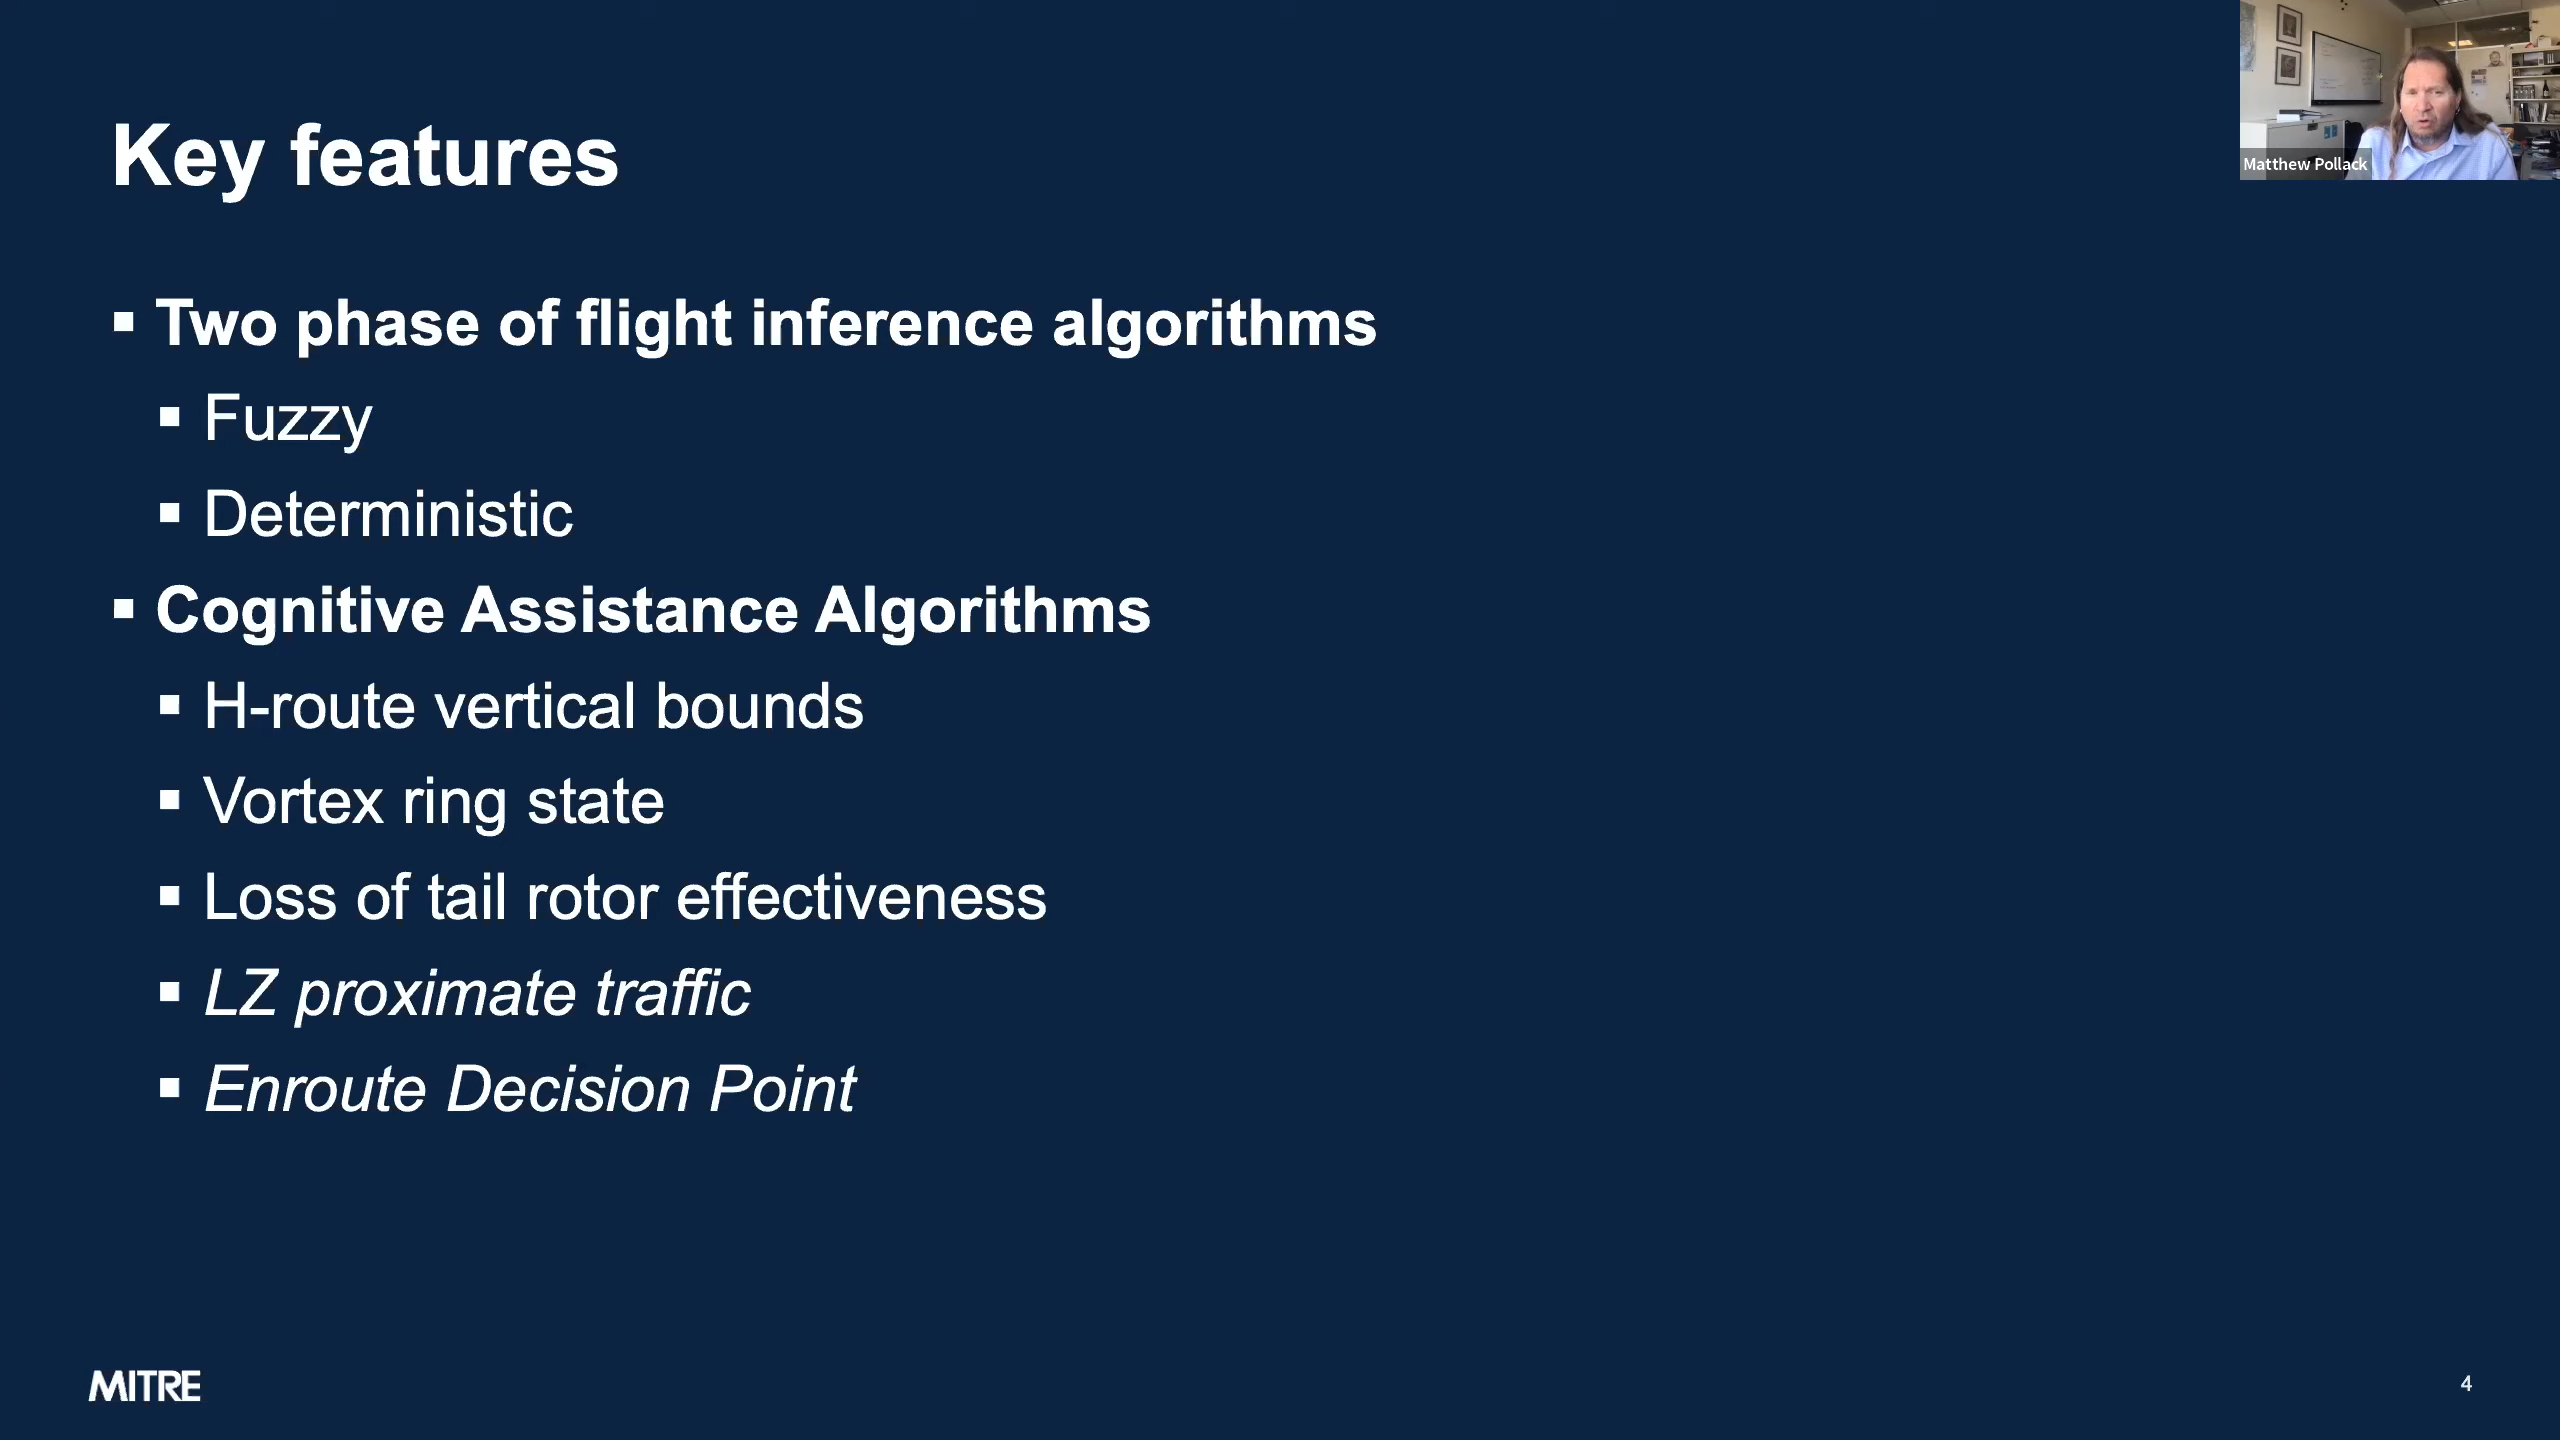 Key features
Matthew Pollack
▪ Two phase of flight inference algorithms
▪ Fuzzy
▪ Deterministic
▪ Cognitive Assistance Algorithms
▪ H-route vertical bounds
▪ Vortex ring state
▪ Loss of tail rotor effectiveness
▪ LZ proximate traffic
▪ Enroute Decision Point
MITRE
4